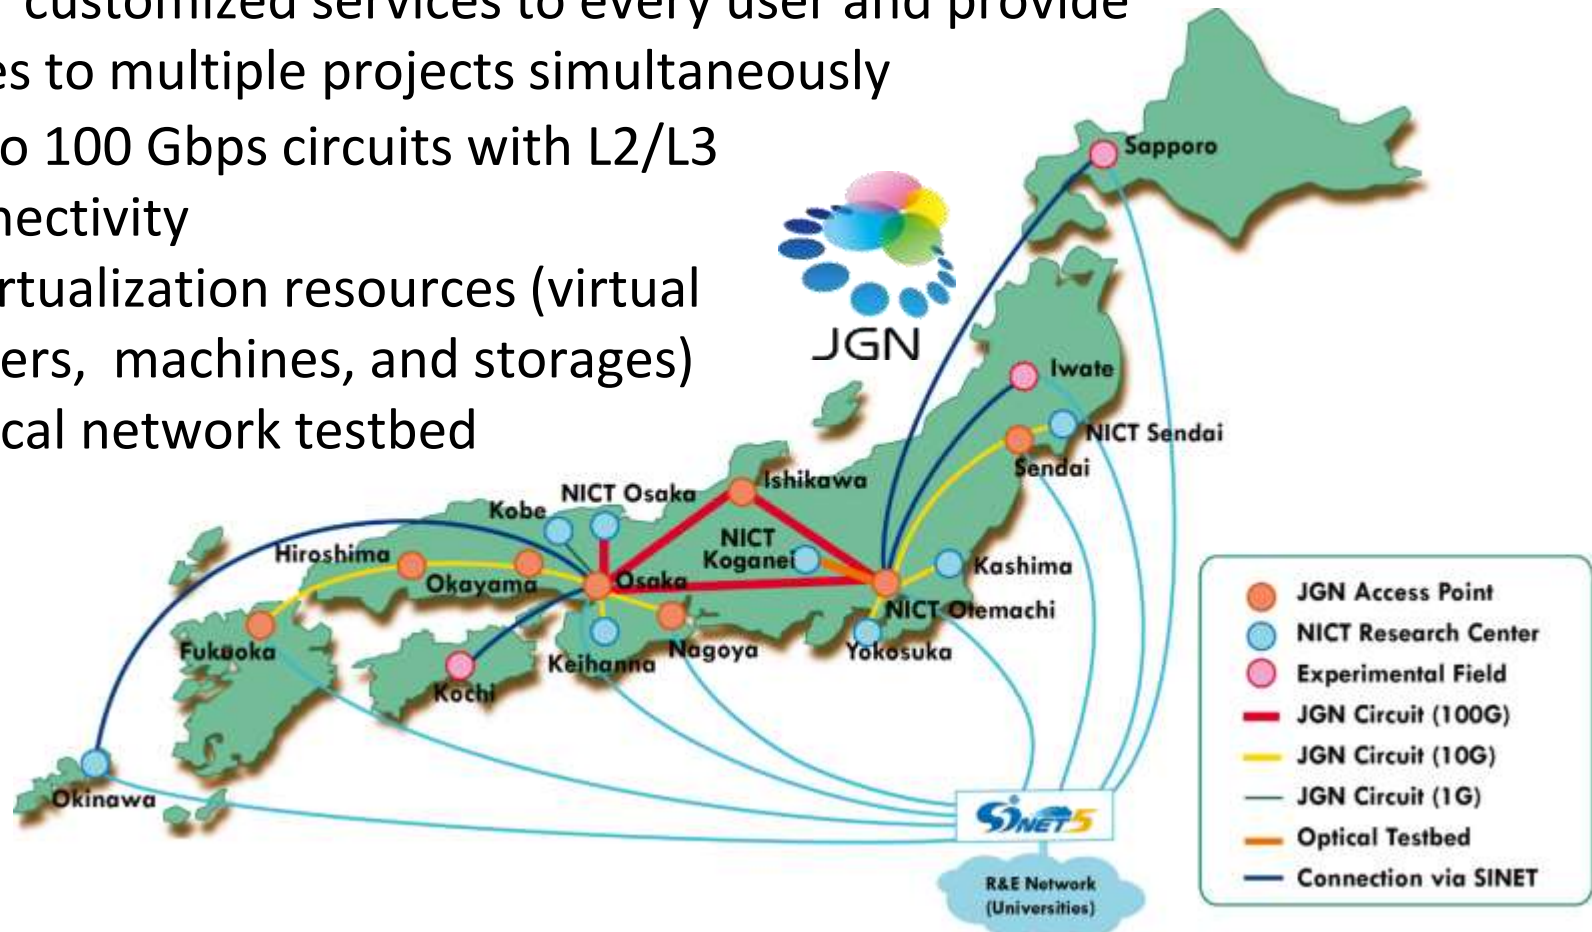 customized services to every user and provide
es to multiple projects simultaneously
o 100 Gbps circuits with L2/L3
nectivity
rtualization resources (virtual
ers, machines, and storages)
cal network testbed
JGN
Sapporo
Iwate
NICT Sendai
Sendai
Ishikawa
NICT Osaka
Kobe
NICT
Koganei
Hiroshima
Okayama
Osaka
Kashima
NICT Otemachi
Fukuoka
Keihanna
Nagoya
Yokosuka
Kochi
Okinawa
SINET5
R&E Network
(Universities)
JGN Access Point
NICT Research Center
Experimental Field
JGN Circuit (100G)
JGN Circuit (10G)
JGN Circuit (1G)
Optical Testbed
Connection via SINET